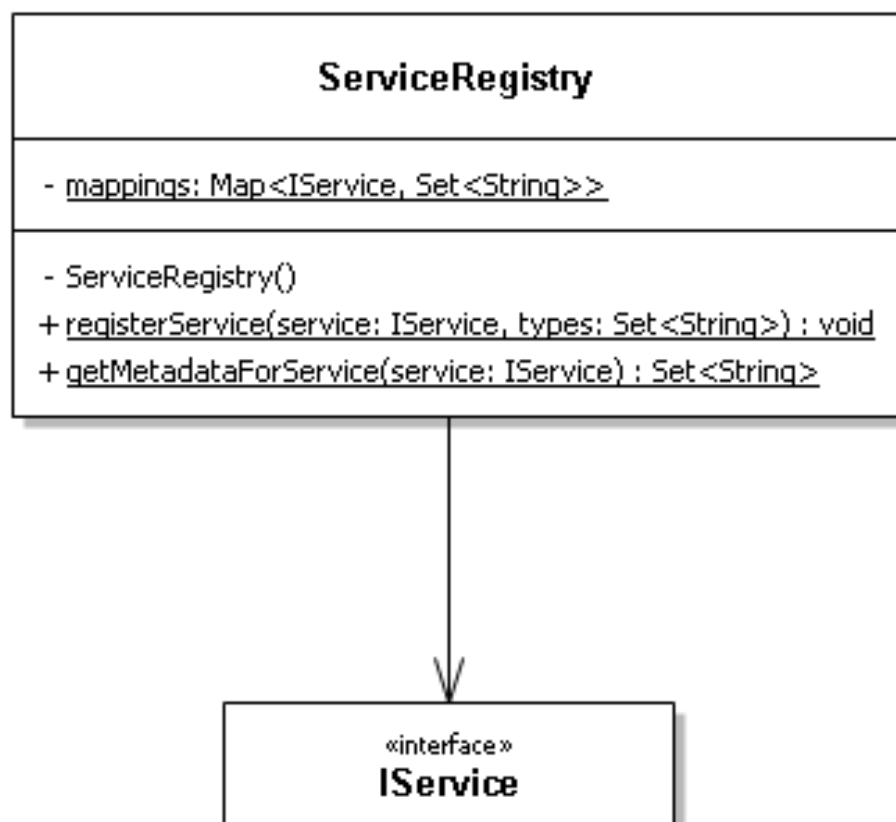 ServiceRegistry
- mappings: Map<IService, Set<String>>
- ServiceRegistry()
+ registerService(service: IService, types: Set<String>) : void
+ getMetadataForService(service: IService) : Set<String>
«interface»
IService